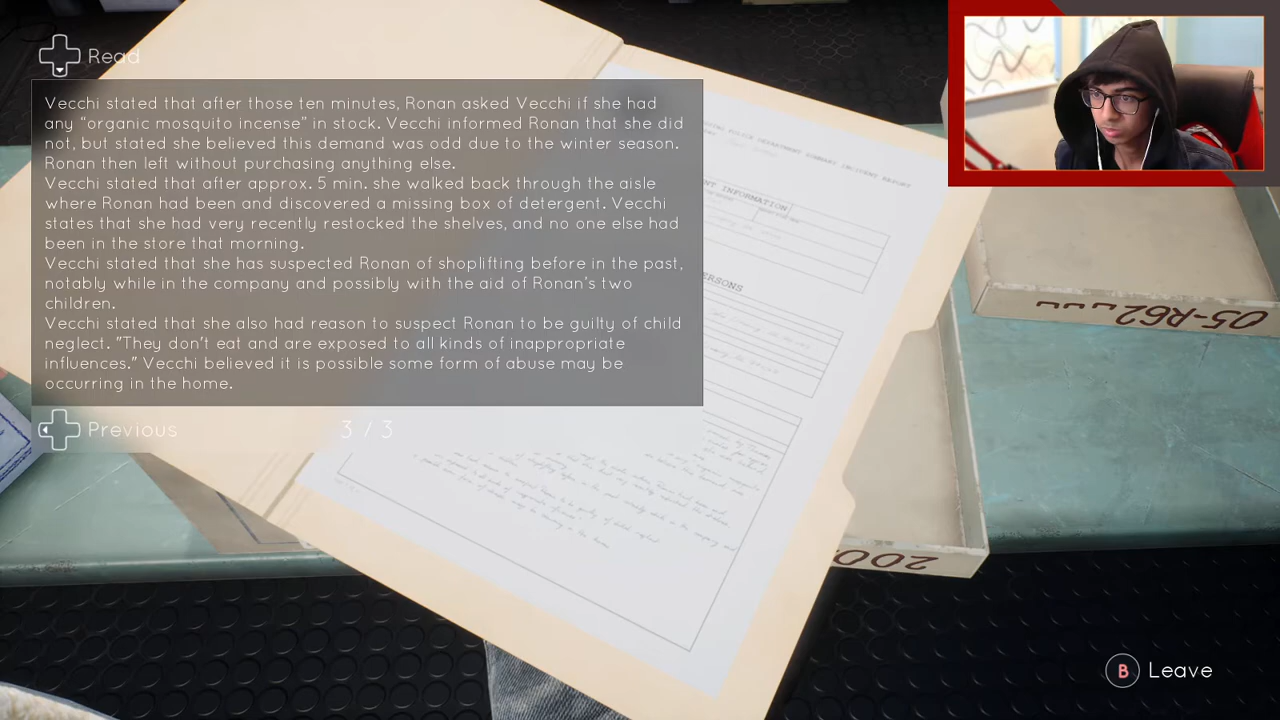 Read
Vecchi stated that after those ten minutes, Ronan asked Vecchi if she had
any “organic mosquito incense” in stock. Vecchi informed Ronan that she did
not, but stated she believed this demand was odd due to the winter season.
Ronan then left without purchasing anything else.
Vecchi stated that after approx. 5 min. she walked back through the aisle
where Ronan had been and discovered a missing box of detergent. Vecchi
states that she had very recently restocked the shelves, and no one else had
been in the store that morning.
Vecchi stated that she has suspected Ronan of shoplifting before in the past,
notably while in the company and possibly with the aid of Ronan's two
children.
Vecchi stated that she also had reason to suspect Ronan to be guilty of child
neglect. "They don't eat and are exposed to all kinds of inappropriate
influences." Vecchi believed it is possible some form of abuse may be
occurring in the home.
Previous
3 / 3
POLICE DEPARTMENT SUMMARY INCIDENT REPORT
INFORMATION
PERSONS
05-R62
200
B Leave